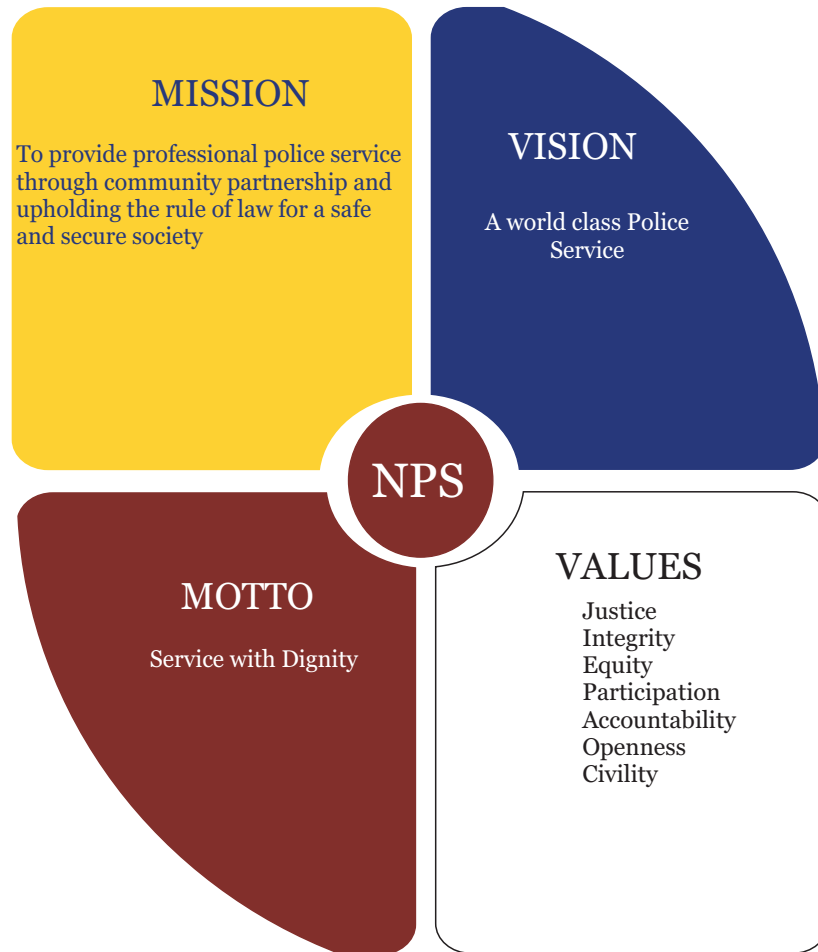 MISSION
To provide professional police service
through community partnership and
upholding the rule of law for a safe
and secure society
VISION
A world class Police
Service
NPS
MOTTO
Service with Dignity
VALUES
Justice
Integrity
Equity
Participation
Accountability
Openness
Civility